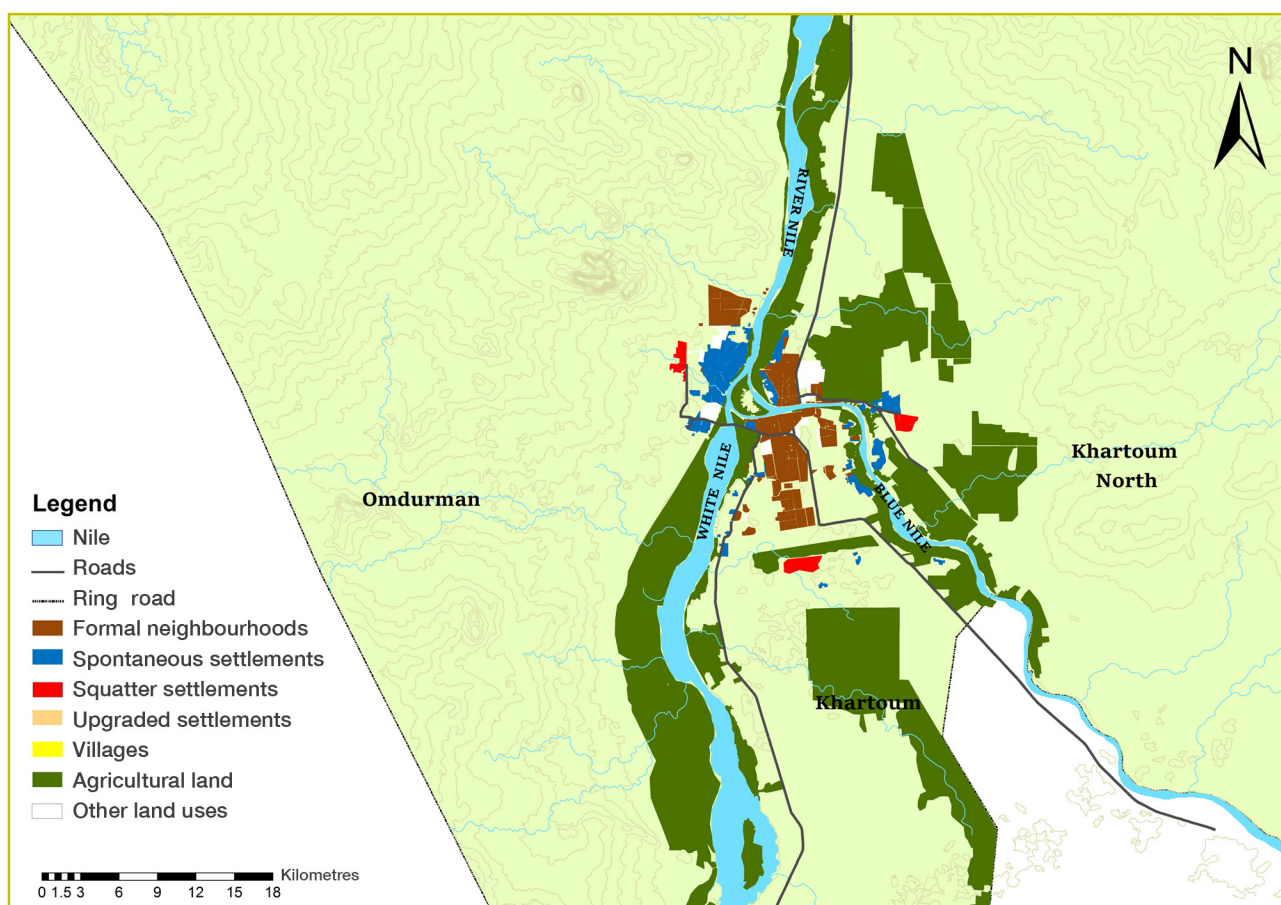 N
RIVER NILE
Khartoum
North
Omdurman
WHITE NILE
BLUE NILE
Khartoum
Legend
Nile
Roads
Ring road
Formal neighbourhoods
Spontaneous settlements
Squatter settlements
Upgraded settlements
Villages
Agricultural land
Other land uses
Kilometres
0 1.5 3 6 9 12 15 18